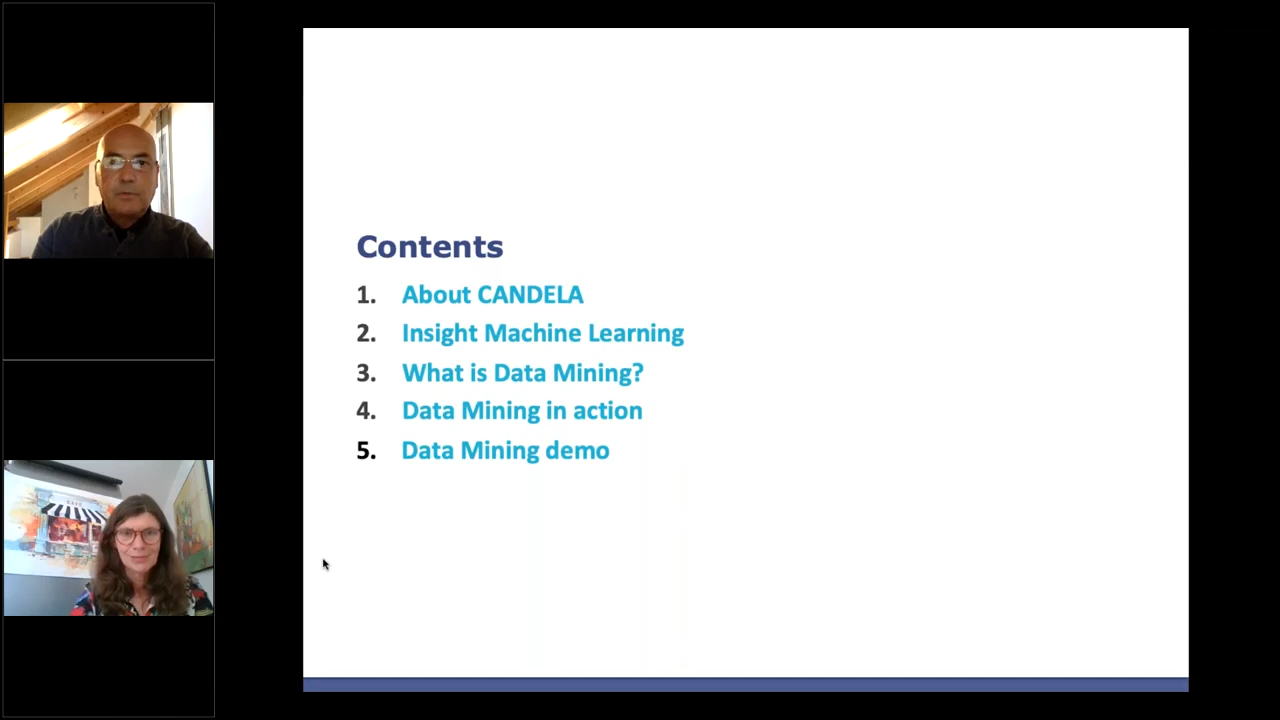 Contents
1. About CANDELA
2. Insight Machine Learning
3. What is Data Mining?
4. Data Mining in action
5. Data Mining demo